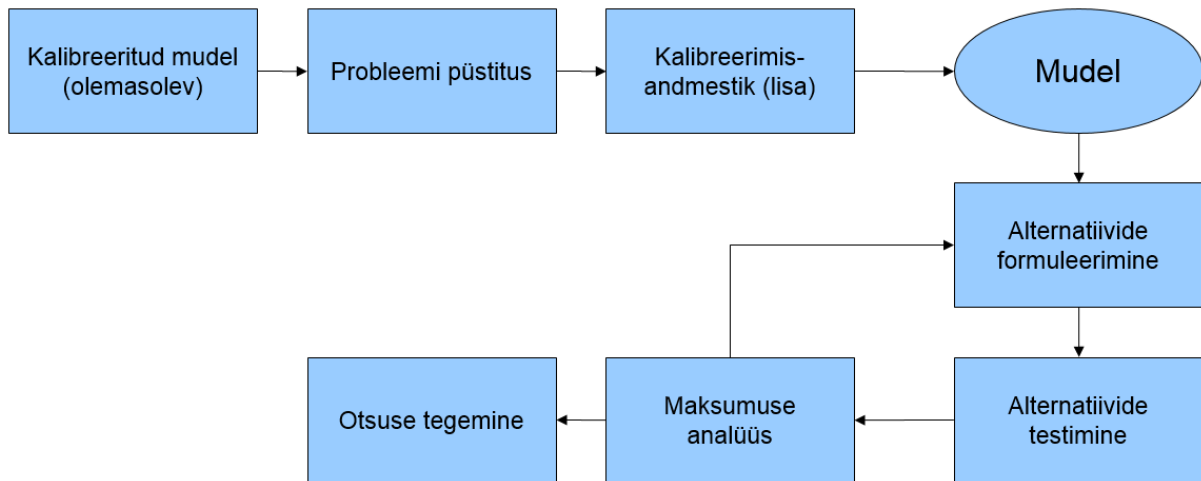 Kalibreeritud mudel
(olemasolev)
Probleemi püstitus
Kalibreerimis-
andmestik (lisa)
Mudel
Alternatiivide
formuleerimine
Otsuse tegemine
Maksumuse
analüüs
Alternatiivide
testimine